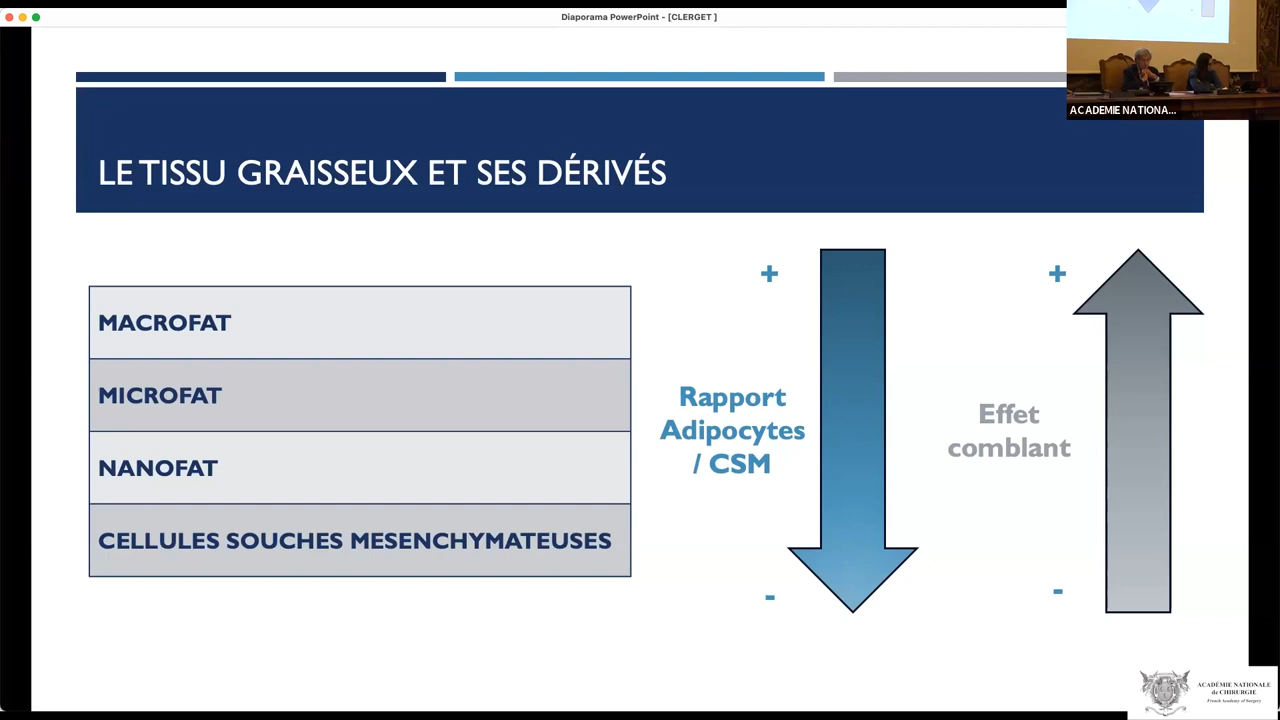 Diaporama PowerPoint - [CLERGET ]
ACADEMIE NATIONA...
LE TISSU GRAISSEUX ET SES DÉRIVÉS
MACROFAT
MICROFAT
NANOFAT
CELLULES SOUCHES MESENCHYMATEUSES
+
Rapport
Adipocytes
/ CSM
-
+
Effet
comblant
-
ACADÉMIE NATIONALE
de CHIRURGIE
French Academy of Surgery